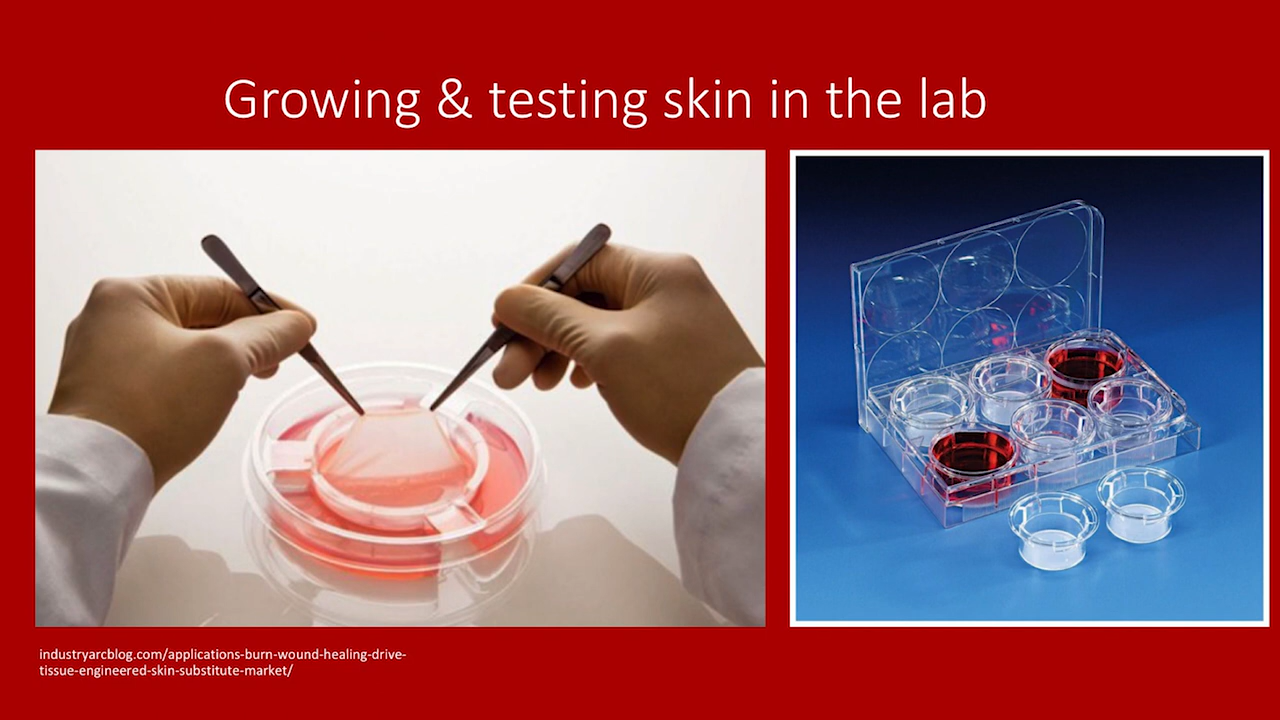 Growing & testing skin in the lab
industryarcblog.com/applications-burn-wound-healing-drive-
tissue-engineered-skin-substitute-market/